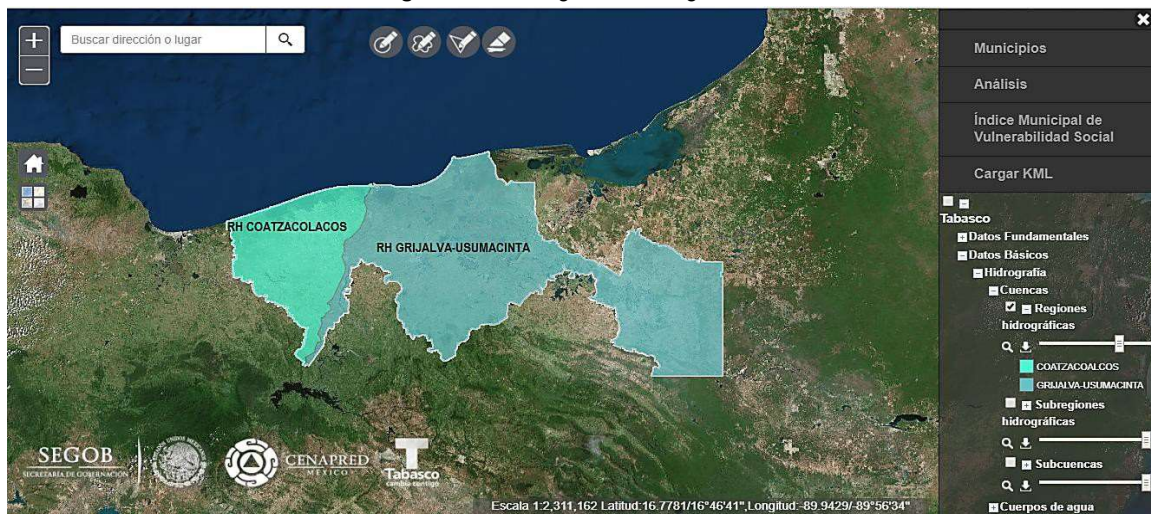 +
Buscar dirección o lugar
−
RH COATZACOLACOS
RH GRIJALVA-USUMACINTA
SEGOB
SECRETARÍA DE GOBERNACIÓN
CENAPRED
MÉXICO
Tabasco
cambia contigo
Escala 1:2,311,162 Latitud:16.7781/16°46'41",Longitud:-89.9429/-89°56'34"
Municipios
Análisis
Índice Municipal de
Vulnerabilidad Social
Cargar KML
Tabasco
Datos Fundamentales
Datos Básicos
Hidrografía
Cuencas
Regiones
hidrográficas
COATZACOALCOS
GRIJALVA-USUMACINTA
Subregiones
hidrográficas
Subcuencas
Cuerpos de agua